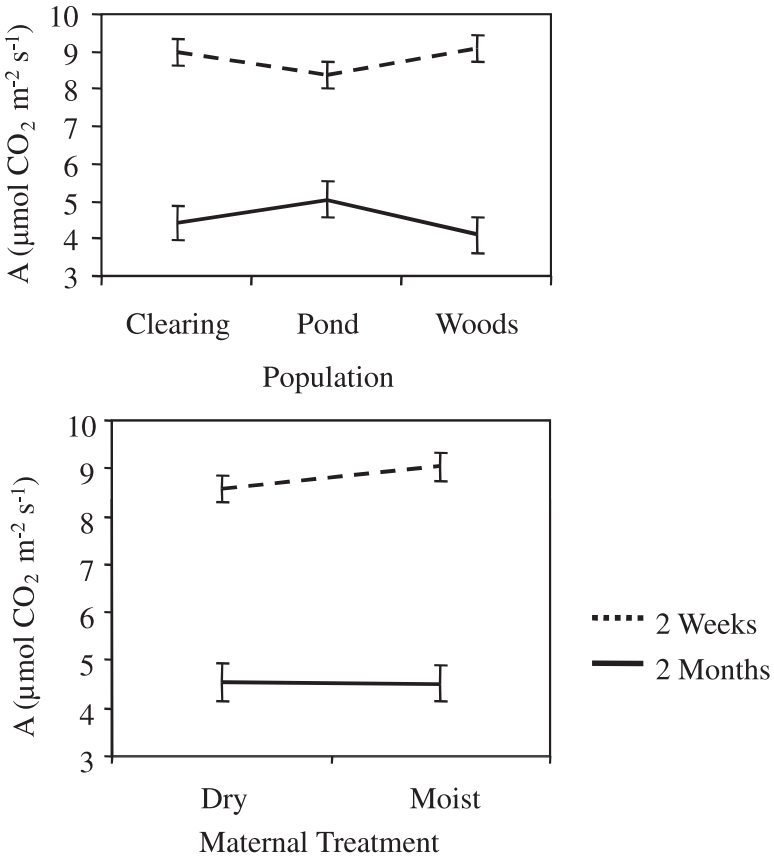 10
9
8
7
6
5
4
3
A (µmol CO₂ m⁻² s⁻¹)
Clearing Pond Woods
Population
10
9
8
7
6
5
4
3
A (µmol CO₂ m⁻² s⁻¹)
2 Weeks
2 Months
Dry Moist
Maternal Treatment